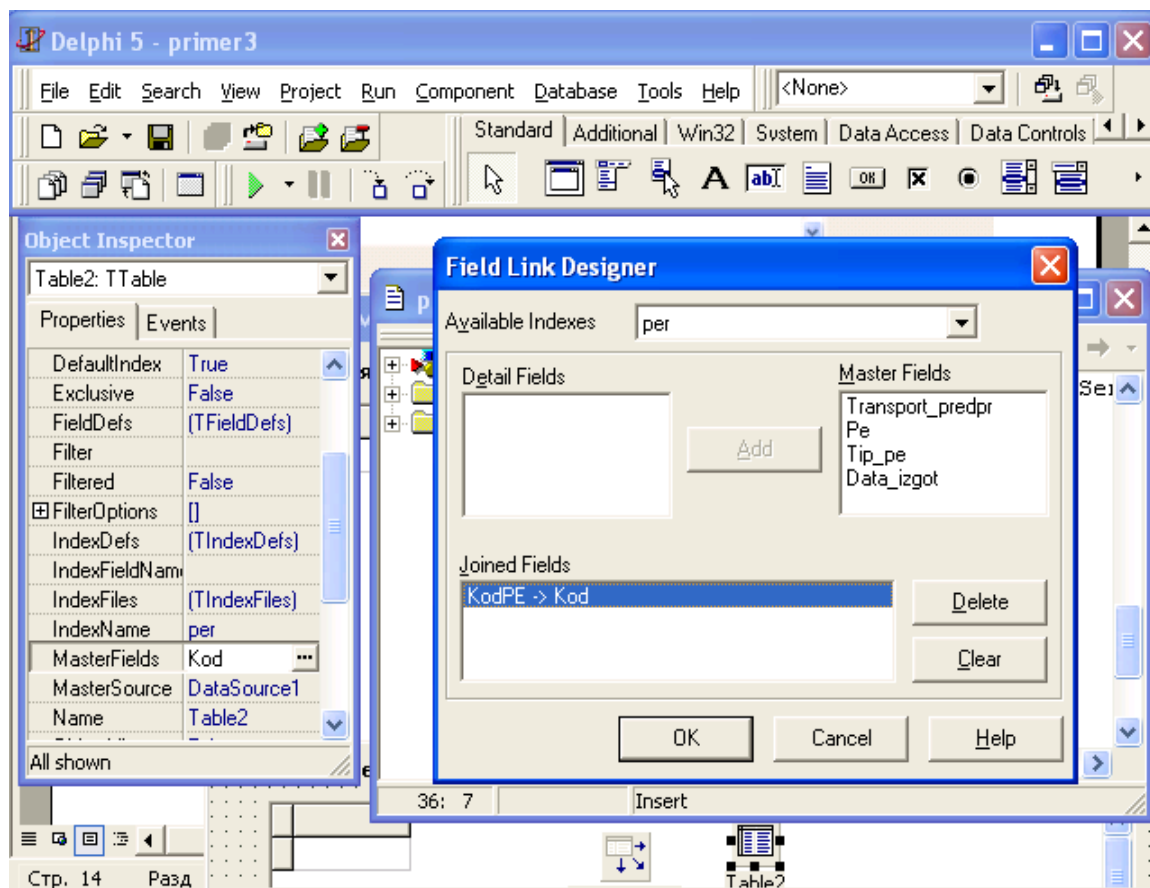 Delphi 5 - primer3
File Edit Search View Project Run Component Database Tools Help
<None>
Standard Additional Win32 System Data Access Data Controls
A ab OK
Object Inspector
Table2: TTable
Properties Events
DefaultIndex True
Exclusive False
FieldDefs (TFieldDefs)
Filter
Filtered False
FilterOptions []
IndexDefs (TIndexDefs)
IndexFieldNam
IndexFiles (TIndexFiles)
IndexName per
MasterFields Kod ...
MasterSource DataSource1
Name Table2
All shown
p
я
Field Link Designer
Available Indexes per
Detail Fields
Master Fields
Transport_predpr
Pe
Tip_pe
Data_izgot
Add
Joined Fields
KodPE -> Kod
Delete
Clear
OK Cancel Help
Ser
е
36: 7 Insert
Table2
Стр. 14 Разд